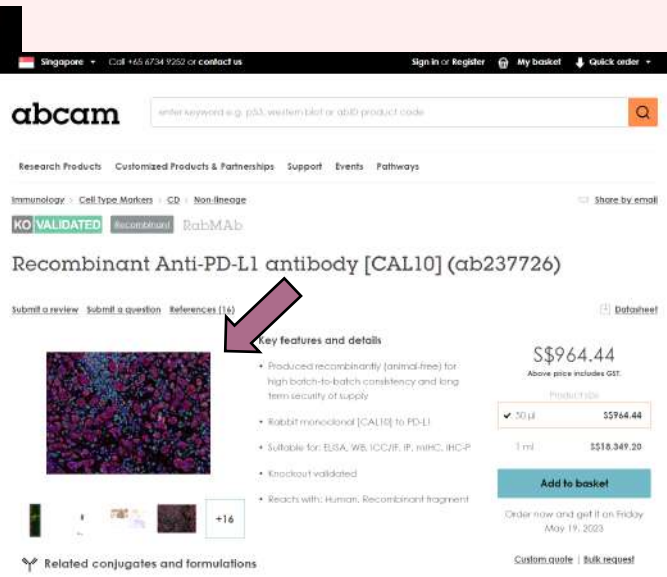 Singapore Call +65 6734 9252 or contact us Sign in or Register My basket Quick order
abcam enter keyword e.g. p53, western blot or abID product code
Research Products Customized Products & Partnerships Support Events Pathways
Immunology Cell Type Markers CD Non-lineage Share by email
KO VALIDATED Recombinant RabMAb
Recombinant Anti-PD-L1 antibody [CAL10] (ab237726)
Submit a review Submit a question References (16) Datasheet
Key features and details
• Produced recombinantly (animal-free) for
high batch-to-batch consistency and long
term security of supply
• Rabbit monoclonal [CAL10] to PD-L1
• Suitable for: ELISA, WB, ICC/IF, IP, mIHC, IHC-P
• Knockout validated
• Reacts with: Human, Recombinant fragment
+16
S$964.44
Above price includes GST.
Product size
50 µl S$964.44
1 ml S$18,349.20
Add to basket
Order now and get it on Friday
May 19, 2023
Custom quote | Bulk request
Related conjugates and formulations